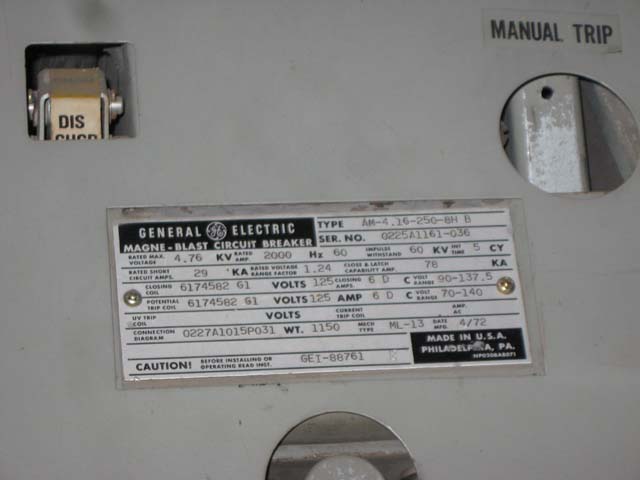 MANUAL TRIP
DIS
GENERAL GE ELECTRIC
MAGNE-BLAST CIRCUIT BREAKER
TYPE AM-4.16-250-8H B
SER. NO. 0225A1161-036
RATED MAX. VOLTAGE 4.76 KV RATED AMP 2000 Hz 60 IMPULSE WITHSTAND 60 KV INT TIME 5 CY
RATED SHORT CIRCUIT AMPS. 29 KA RATED VOLTAGE RANGE FACTOR 1.24 CLOSE & LATCH CAPABILITY AMP. 78 KA
CLOSING COIL 6174582 G1 VOLTS 125 CLOSING AMPS. 6 D C VOLT RANGE 90-137.5
POTENTIAL TRIP COIL 6174582 G1 VOLTS 125 AMP 6 D C VOLT RANGE 70-140
UV TRIP COIL VOLTS CURRENT TRIP COIL AMP. AC
CONNECTION DIAGRAM 0227A1015P031 WT. 1150 MECH TYPE ML-13 DATE MFG. 4/72
CAUTION! BEFORE INSTALLING OR OPERATING READ INST. GEI-88761
MADE IN U.S.A.
PHILADELPHIA, PA.